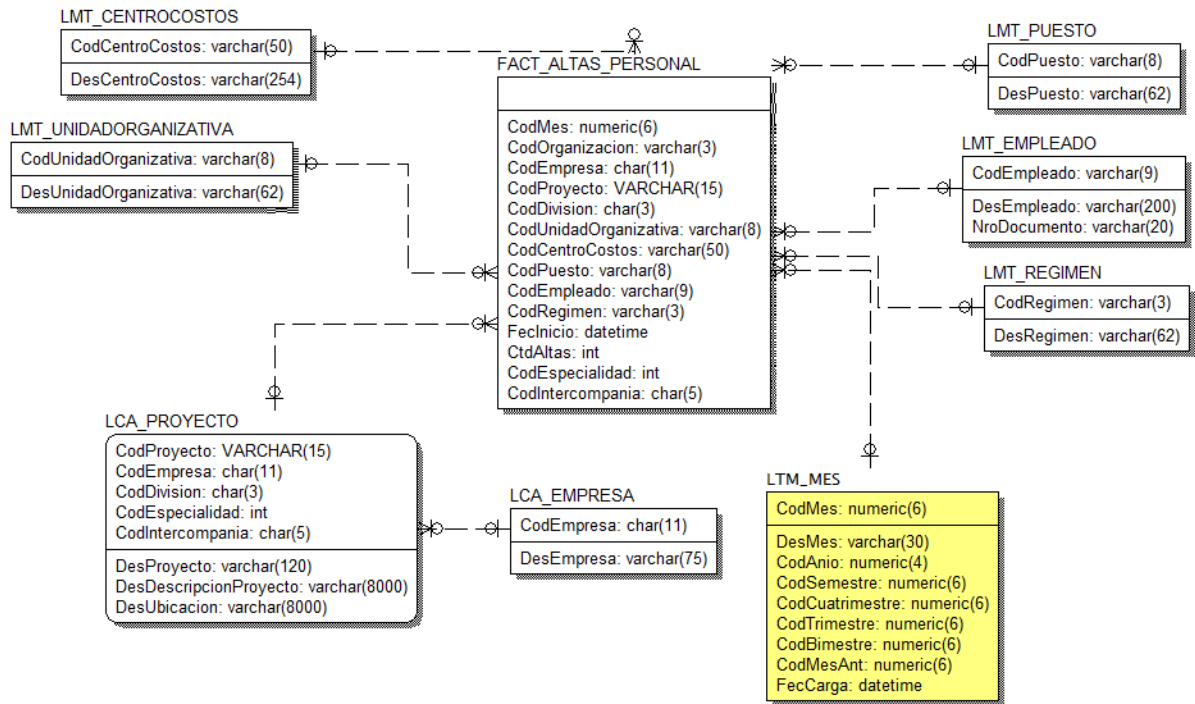 LMT_CENTROCOSTOS
CodCentroCostos: varchar(50)
DesCentroCostos: varchar(254)
LMT_UNIDADORGANIZATIVA
CodUnidadOrganizativa: varchar(8)
DesUnidadOrganizativa: varchar(62)
FACT_ALTAS_PERSONAL
CodMes: numeric(6)
CodOrganizacion: varchar(3)
CodEmpresa: char(11)
CodProyecto: VARCHAR(15)
CodDivision: char(3)
CodUnidadOrganizativa: varchar(8)
CodCentroCostos: varchar(50)
CodPuesto: varchar(8)
CodEmpleado: varchar(9)
CodRegimen: varchar(3)
FecInicio: datetime
CtdAltas: int
CodEspecialidad: int
CodIntercompania: char(5)
LMT_PUESTO
CodPuesto: varchar(8)
DesPuesto: varchar(62)
LMT_EMPLEADO
CodEmpleado: varchar(9)
DesEmpleado: varchar(200)
NroDocumento: varchar(20)
LMT_REGIMEN
CodRegimen: varchar(3)
DesRegimen: varchar(62)
LCA_PROYECTO
CodProyecto: VARCHAR(15)
CodEmpresa: char(11)
CodDivision: char(3)
CodEspecialidad: int
CodIntercompania: char(5)
DesProyecto: varchar(120)
DesDescripcionProyecto: varchar(8000)
DesUbicacion: varchar(8000)
LCA_EMPRESA
CodEmpresa: char(11)
DesEmpresa: varchar(75)
LTM_MES
CodMes: numeric(6)
DesMes: varchar(30)
CodAnio: numeric(4)
CodSemestre: numeric(6)
CodCuatrimestre: numeric(6)
CodTrimestre: numeric(6)
CodBimestre: numeric(6)
CodMesAnt: numeric(6)
FecCarga: datetime